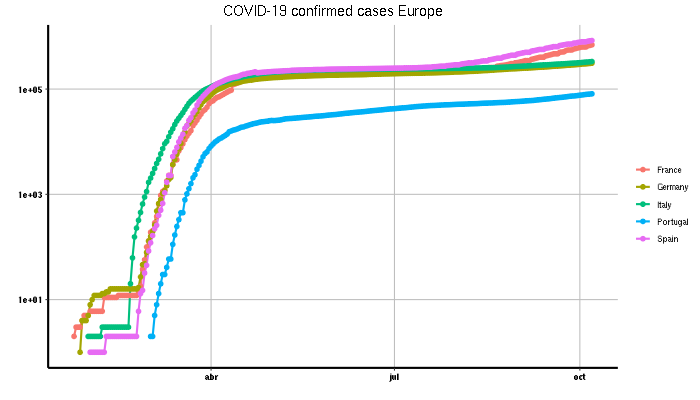 COVID-19 confirmed cases Europe
1e+05
1e+03
1e+01
abr
jul
oct
France
Germany
Italy
Portugal
Spain